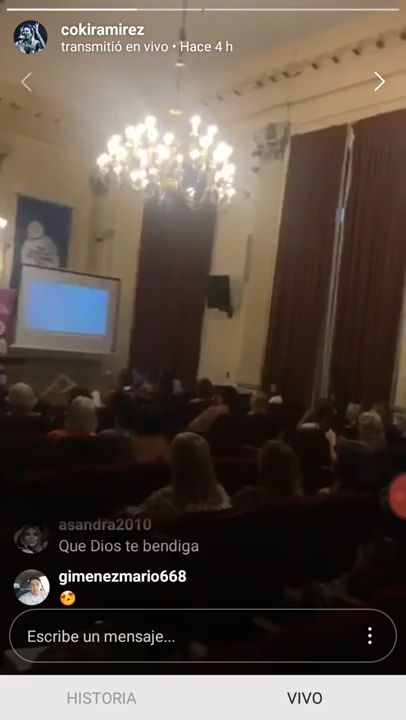 cokiramirez
transmitió en vivo • Hace 4 h
asandra2010
Que Dios te bendiga
gimenezmario668
😍
Escribe un mensaje...
HISTORIA
VIVO